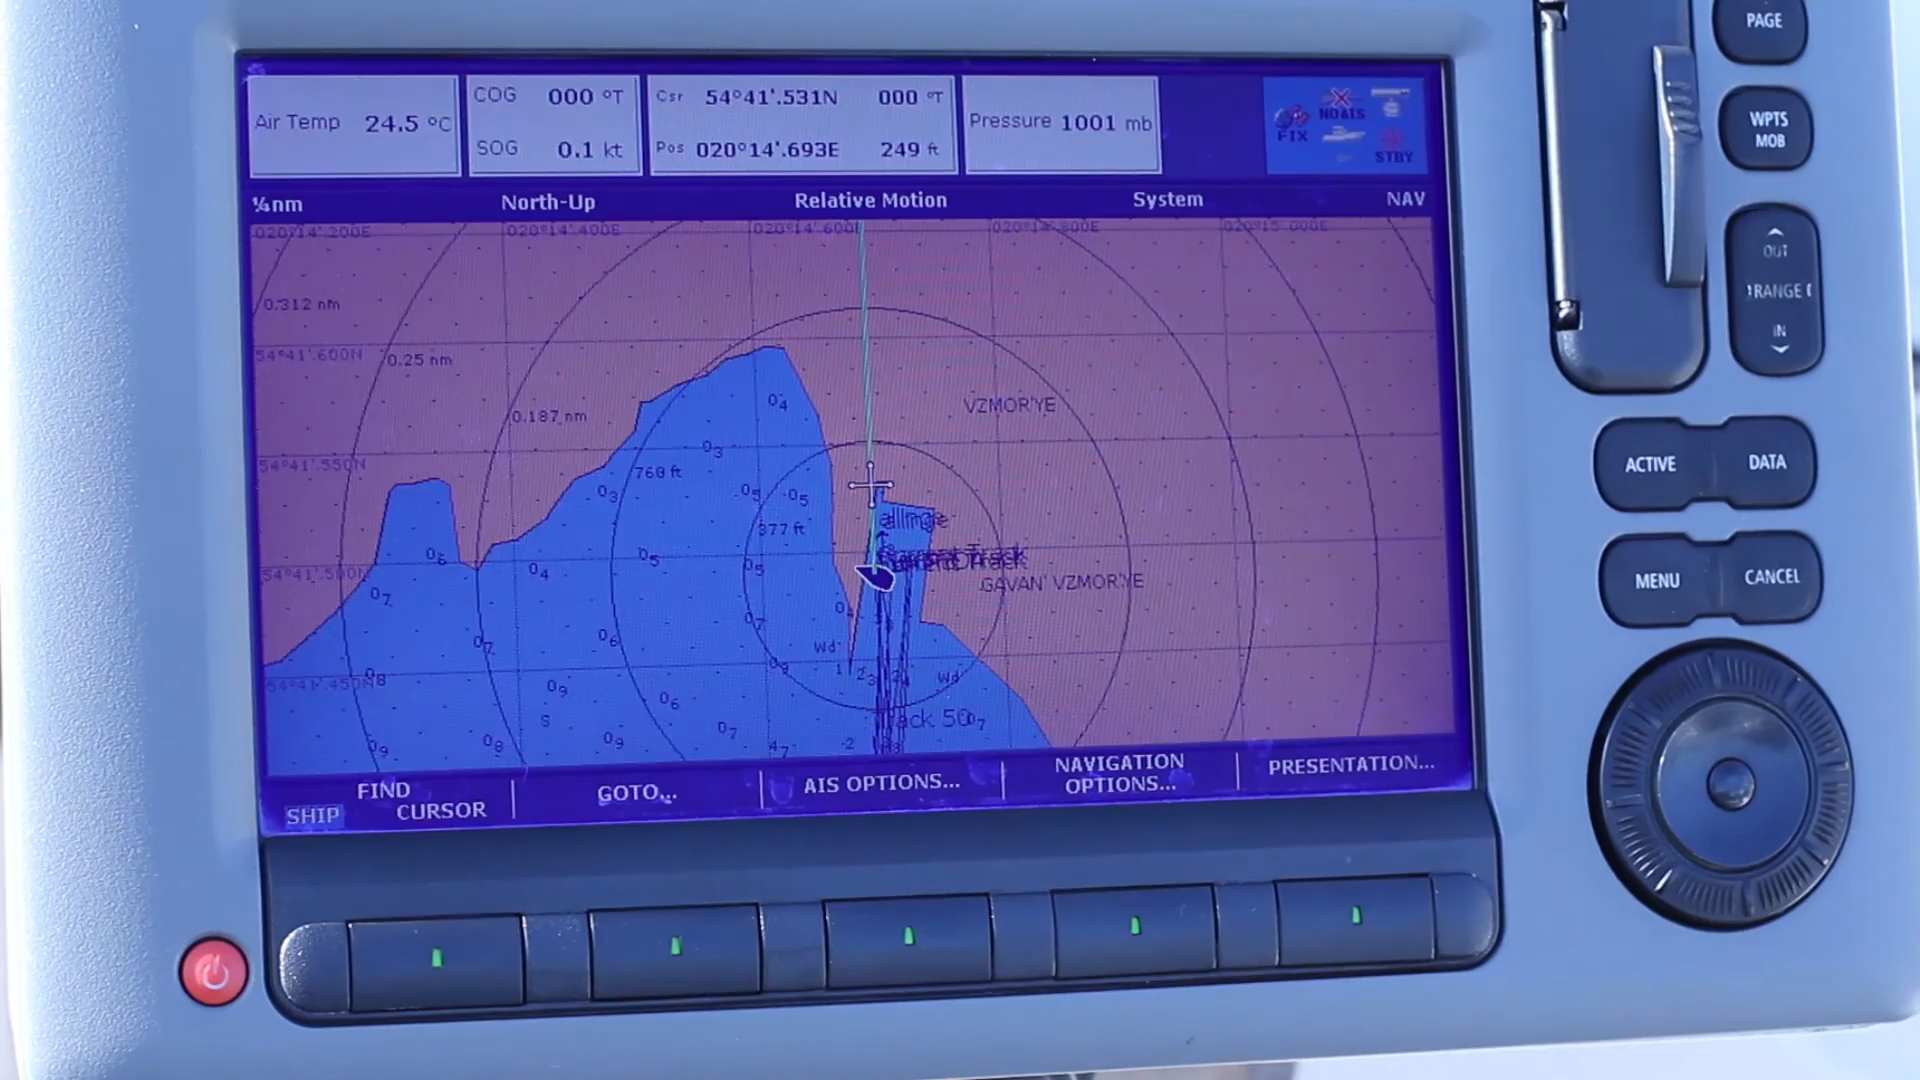 PAGE
WPTS
MOB
OUT
RANGE
IN
Air Temp 24.5 °C
COG 000 °T
SOG 0.1 kt
Csr 54°41'.531N 000 °T
Pos 020°14'.693E 249 ft
Pressure 1001 mb
FIX
NO AIS
STBY
¼nm North-Up Relative Motion System NAV
020°14'.200E 020°14'.400E 020°14'.600E 020°14'.800E 020°15'.000E
0.312 nm
54°41'.600N 0.25 nm
0.187 nm
VZMOR'YE
54°41'.550N
768 ft
377 ft
54°41'.500N
GAVAN' VZMOR'YE
Wd
Wd
54°41'.450N
S
Track 50
FIND
SHIP CURSOR
GOTO...
AIS OPTIONS...
NAVIGATION
OPTIONS...
PRESENTATION...
ACTIVE
DATA
MENU
CANCEL